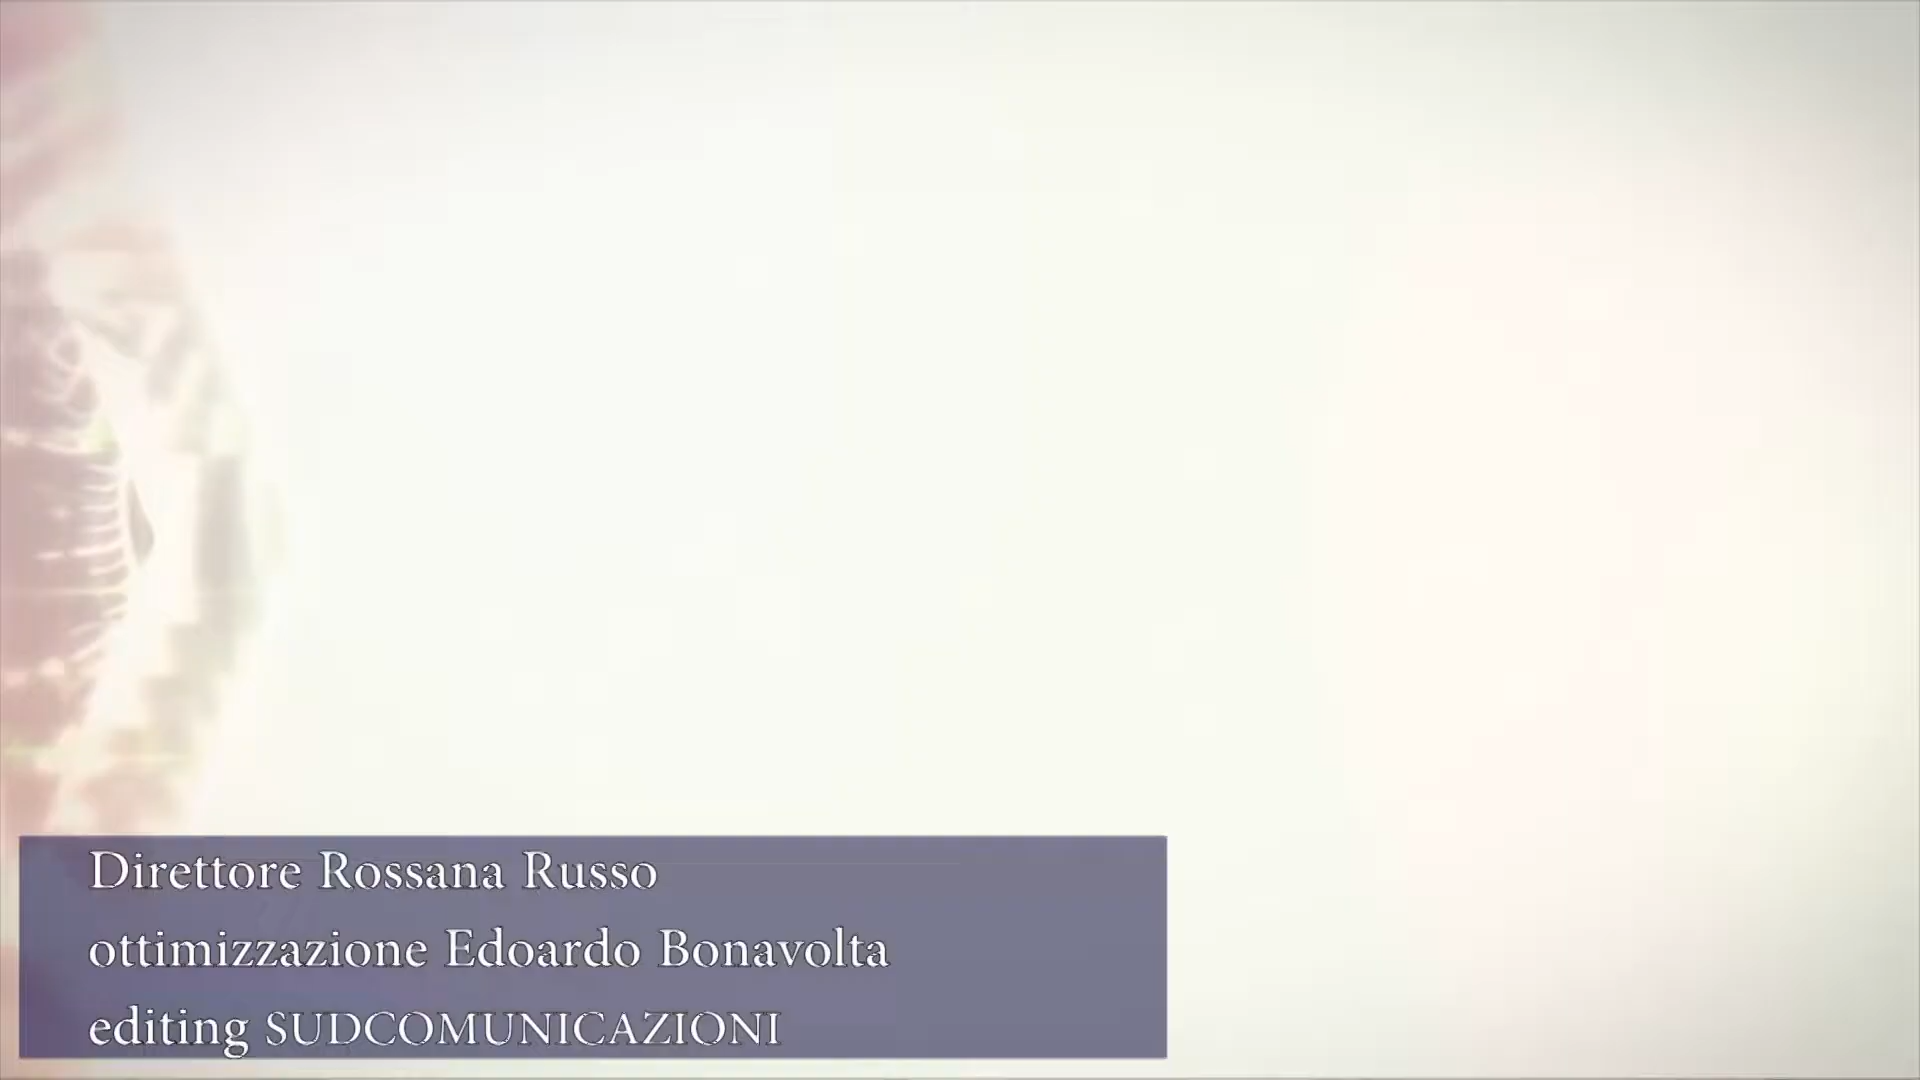 Direttore Rossana Russo
ottimizzazione Edoardo Bonavolta
editing SUDCOMUNICAZIONI